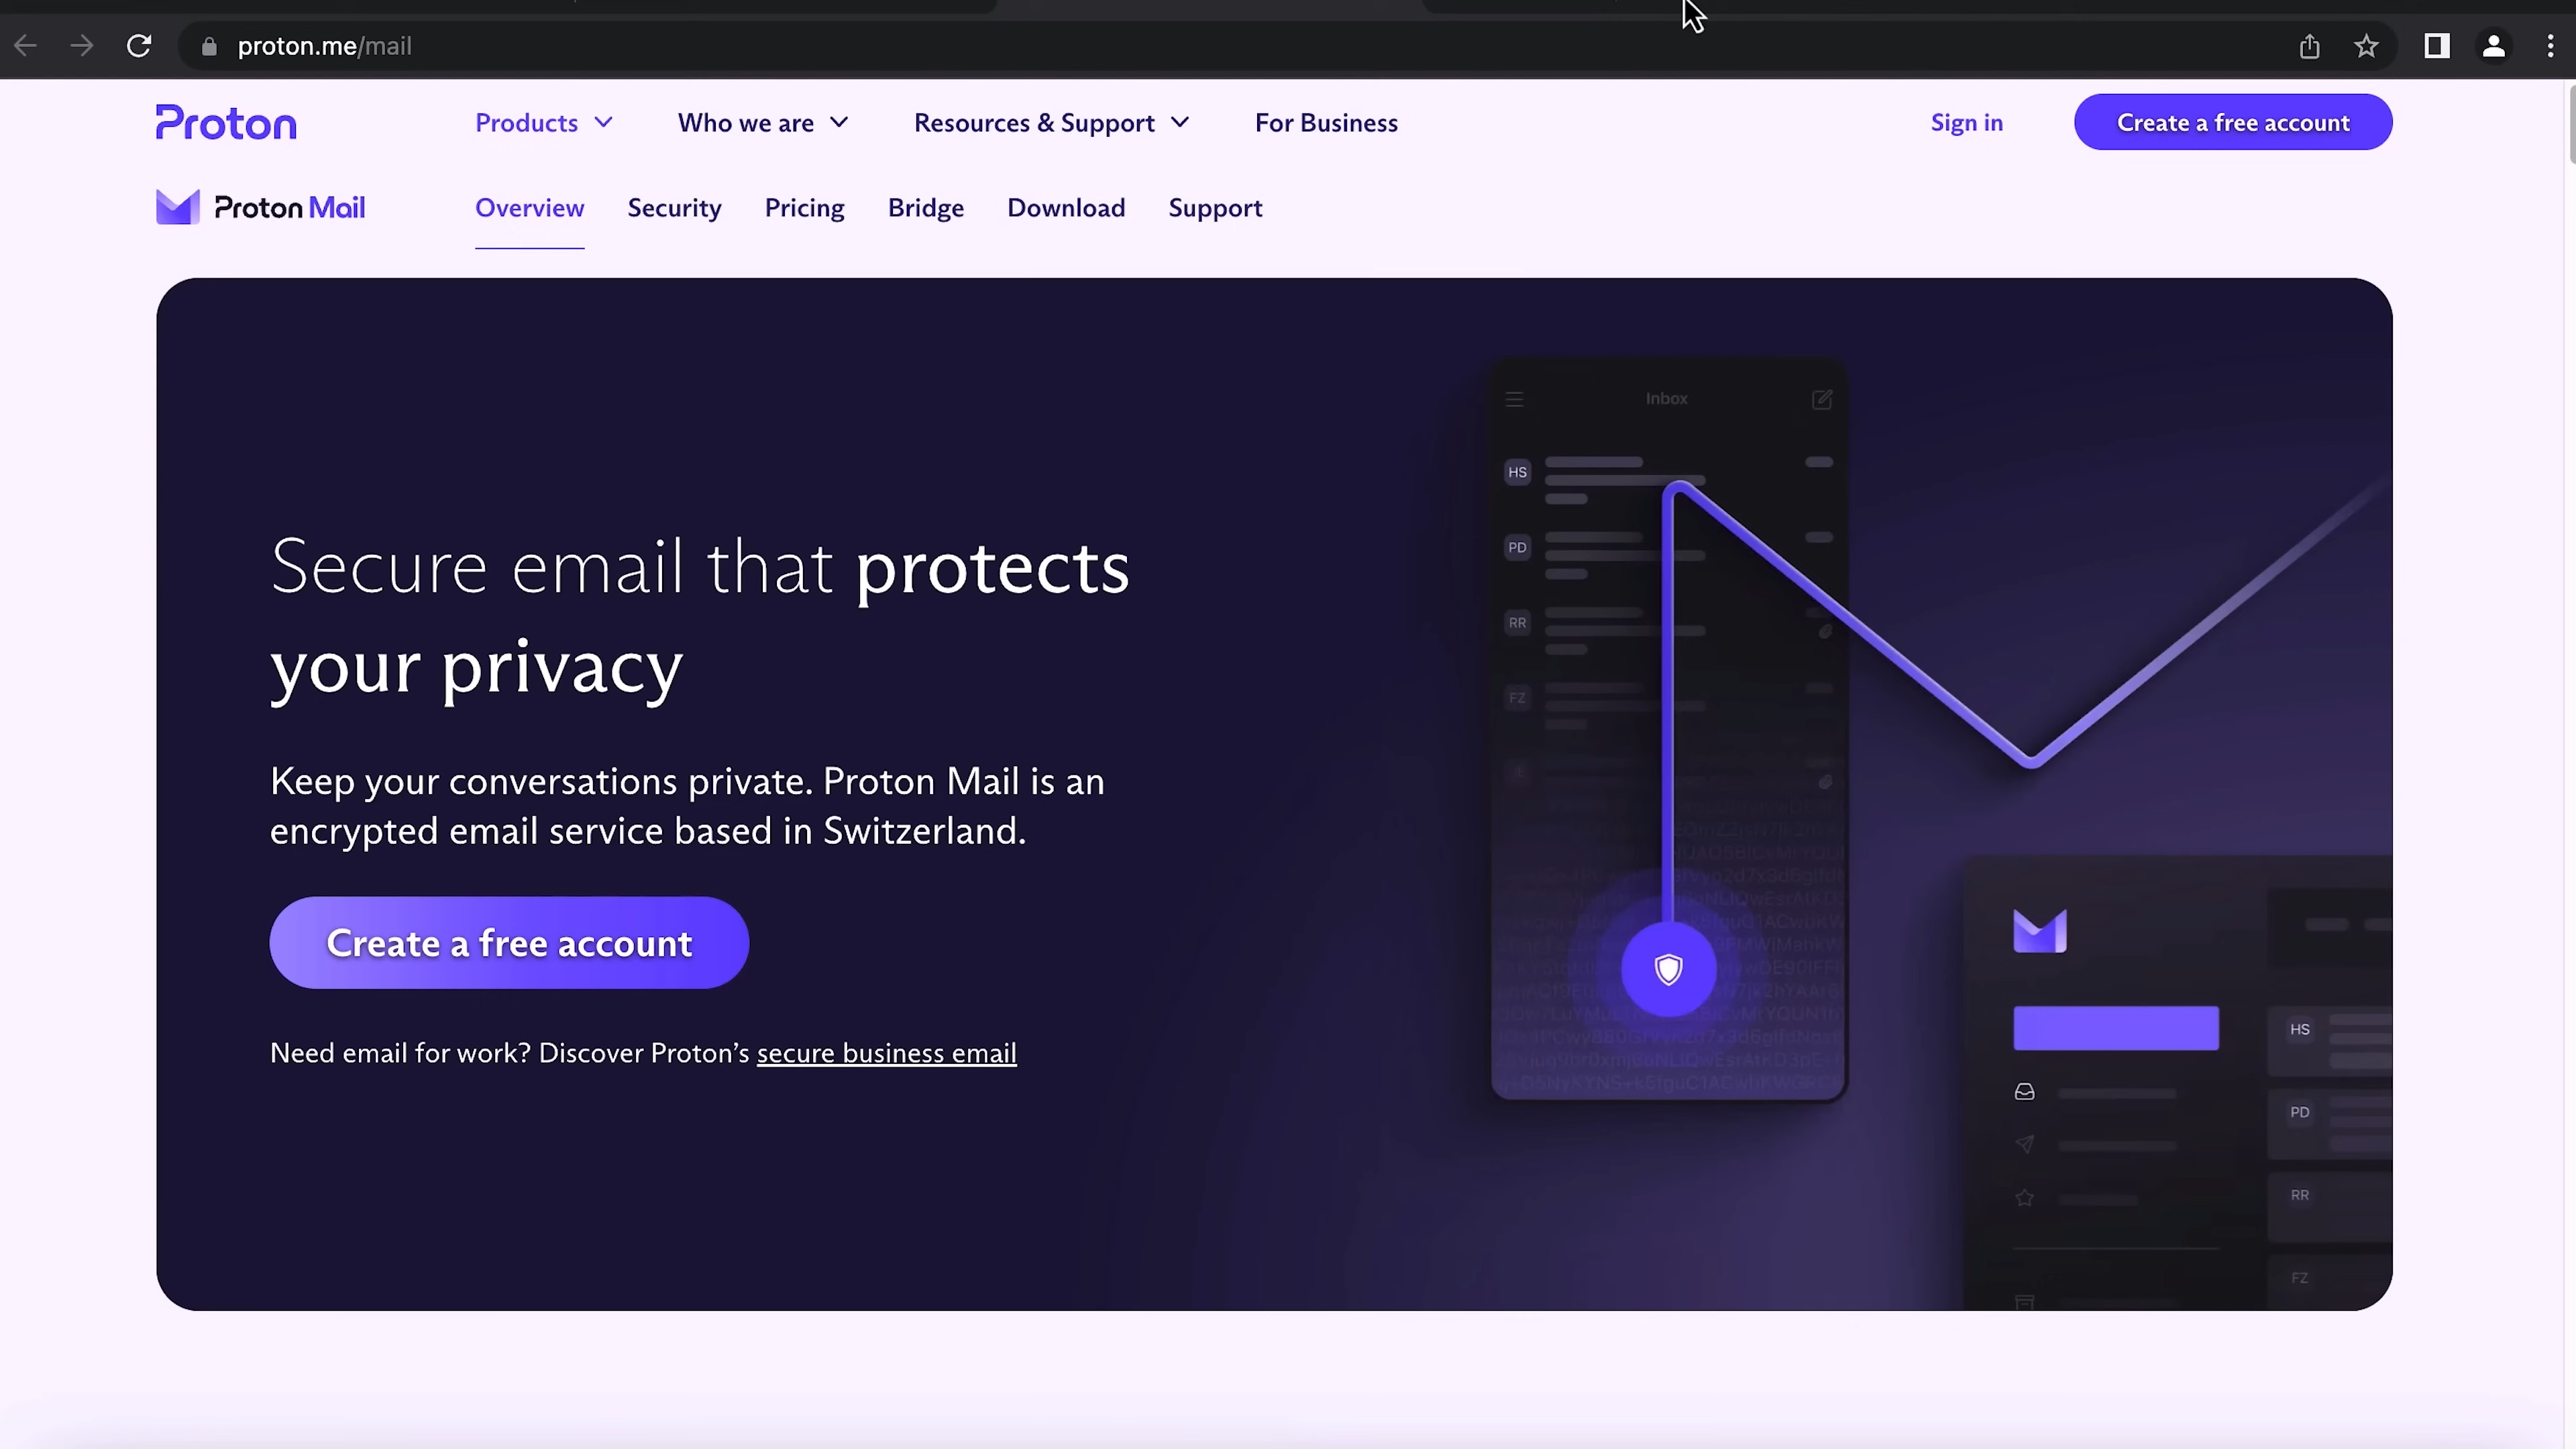 proton.me/mail
Proton
Products
Who we are
Resources & Support
For Business
Sign in
Create a free account
Proton Mail
Overview
Security
Pricing
Bridge
Download
Support
Secure email that protects
your privacy
Keep your conversations private. Proton Mail is an
encrypted email service based in Switzerland.
Create a free account
Need email for work? Discover Proton’s secure business email
Inbox
HS
PD
RR
FZ
HS
PD
RR
FZ